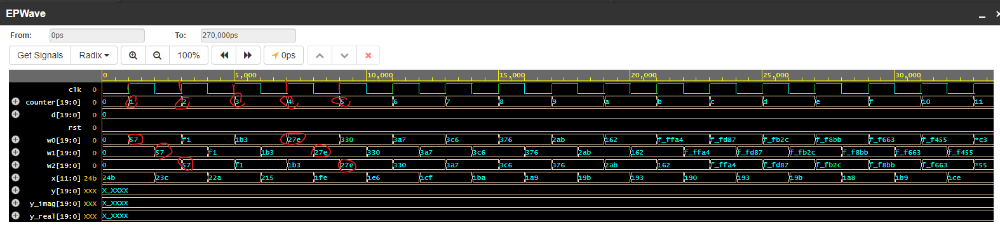 EPWave
From: 0ps To: 270,000ps
Get Signals Radix 100% 0ps
0 5,000 10,000 15,000 20,000 25,000 30,000
clk 0
counter[19:0] 0 0 1 2 3 4 5 6 7 8 9 a b c d e f 10 11
d[19:0] 0 0
rst 0
w0[19:0] 0 0 57 f1 1b3 27e 330 3a7 3c6 376 2ab 162 f_ffa4 f_fd87 f_fb2c f_f8bb f_f663 f_f455 *c3
w1[19:0] 0 0 57 f1 1b3 27e 330 3a7 3c6 376 2ab 162 f_ffa4 f_fd87 f_fb2c f_f8bb f_f663 f_f455
w2[19:0] 0 0 57 f1 1b3 27e 330 3a7 3c6 376 2ab 162 f_ffa4 f_fd87 f_fb2c f_f8bb f_f663 *55
x[11:0] 24b 24b 23c 22a 215 1fe 1e6 1cf 1ba 1a9 19b 193 190 193 19b 1a8 1b9 1ce
y[19:0] XXX X_XXXX
y_imag[19:0] XXX X_XXXX
y_real[19:0] XXX X_XXXX